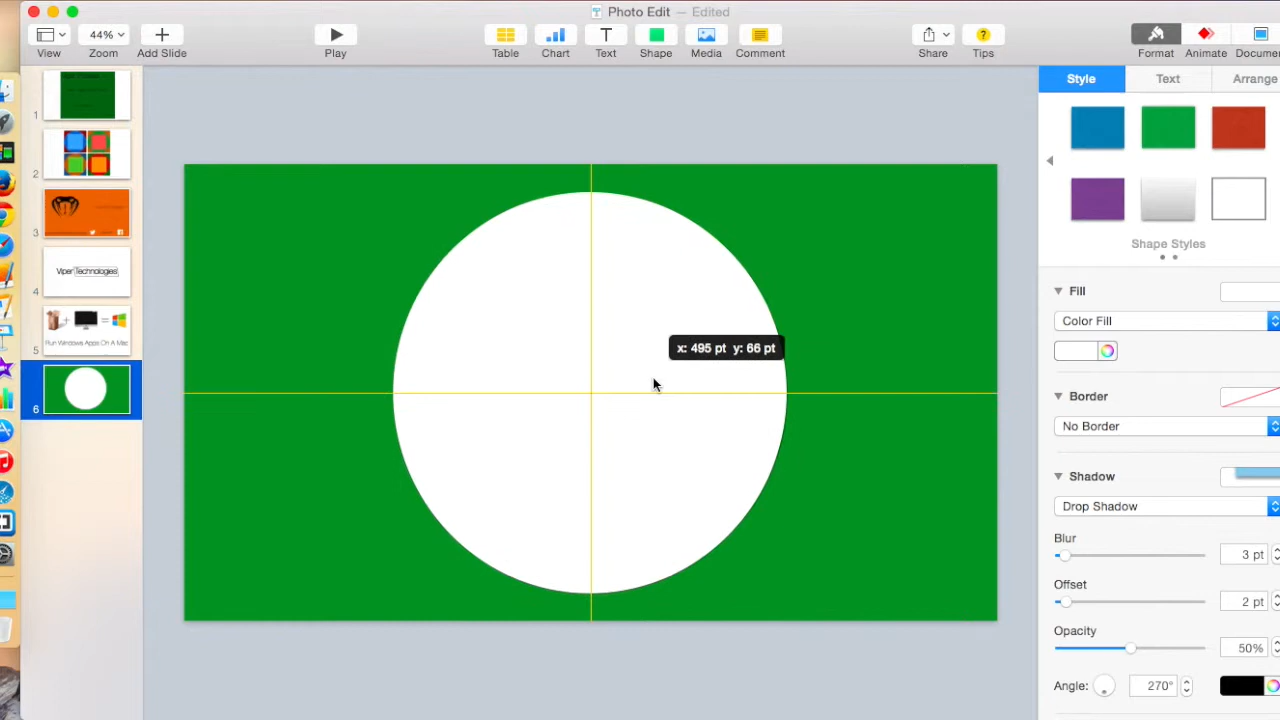 Photo Edit — Edited
44%
View
Zoom
Add Slide
Play
Table
Chart
Text
Shape
Media
Comment
Share
Tips
Format
Animate
Documen
Style
Text
Arrange
1
2
3
4
Viper Technologies
5
Run Windows Apps On A Mac
6
x: 495 pt y: 66 pt
Shape Styles
Fill
Color Fill
Border
No Border
Shadow
Drop Shadow
Blur
3 pt
Offset
2 pt
Opacity
50%
Angle:
270°